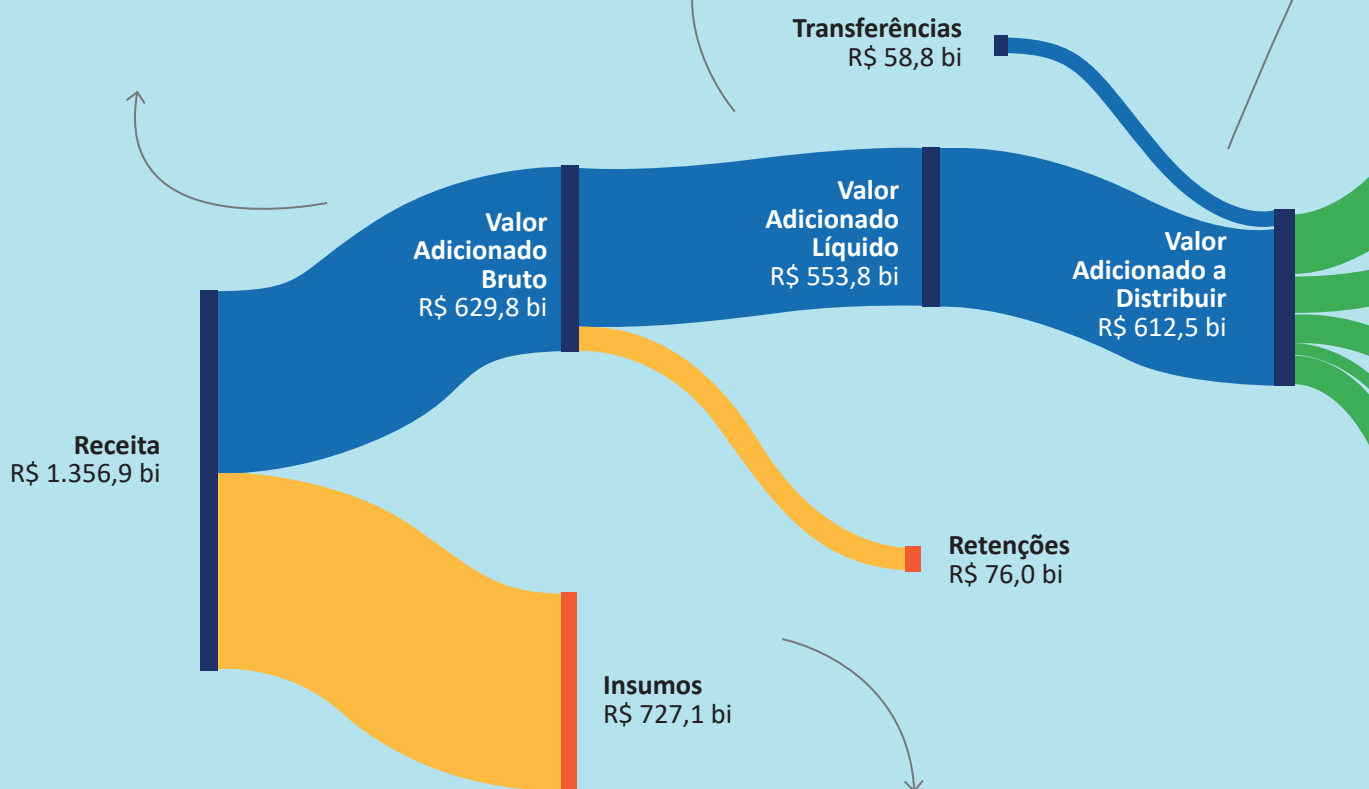 Transferências
R$ 58,8 bi
Valor
Adicionado
Bruto
R$ 629,8 bi
Valor
Adicionado
Líquido
R$ 553,8 bi
Valor
Adicionado a
Distribuir
R$ 612,5 bi
Receita
R$ 1.356,9 bi
Retenções
R$ 76,0 bi
Insumos
R$ 727,1 bi